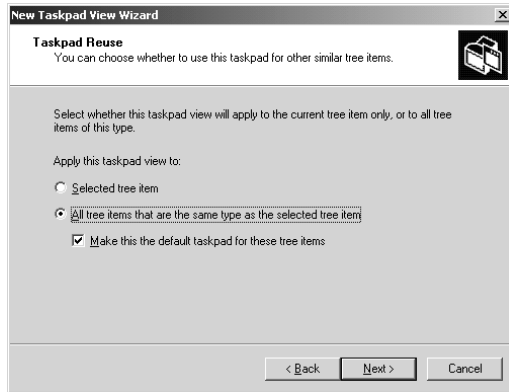 New Taskpad View Wizard
Taskpad Reuse
You can choose whether to use this taskpad for other similar tree items.
Select whether this taskpad view will apply to the current tree item only, or to all tree
items of this type.
Apply this taskpad view to:
Selected tree item
All tree items that are the same type as the selected tree item
Make this the default taskpad for these tree items
< Back Next > Cancel